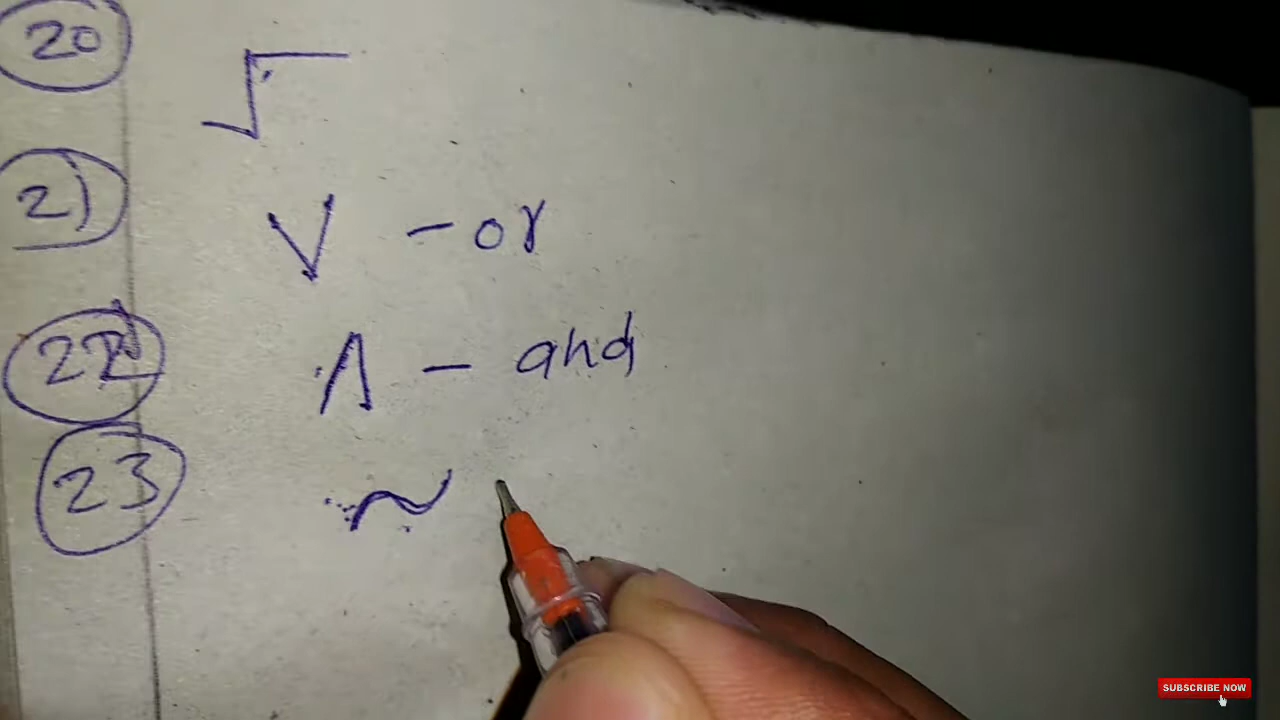 20 √
21 ∨ - or
22 ∧ - and
23 ~
SUBSCRIBE NOW